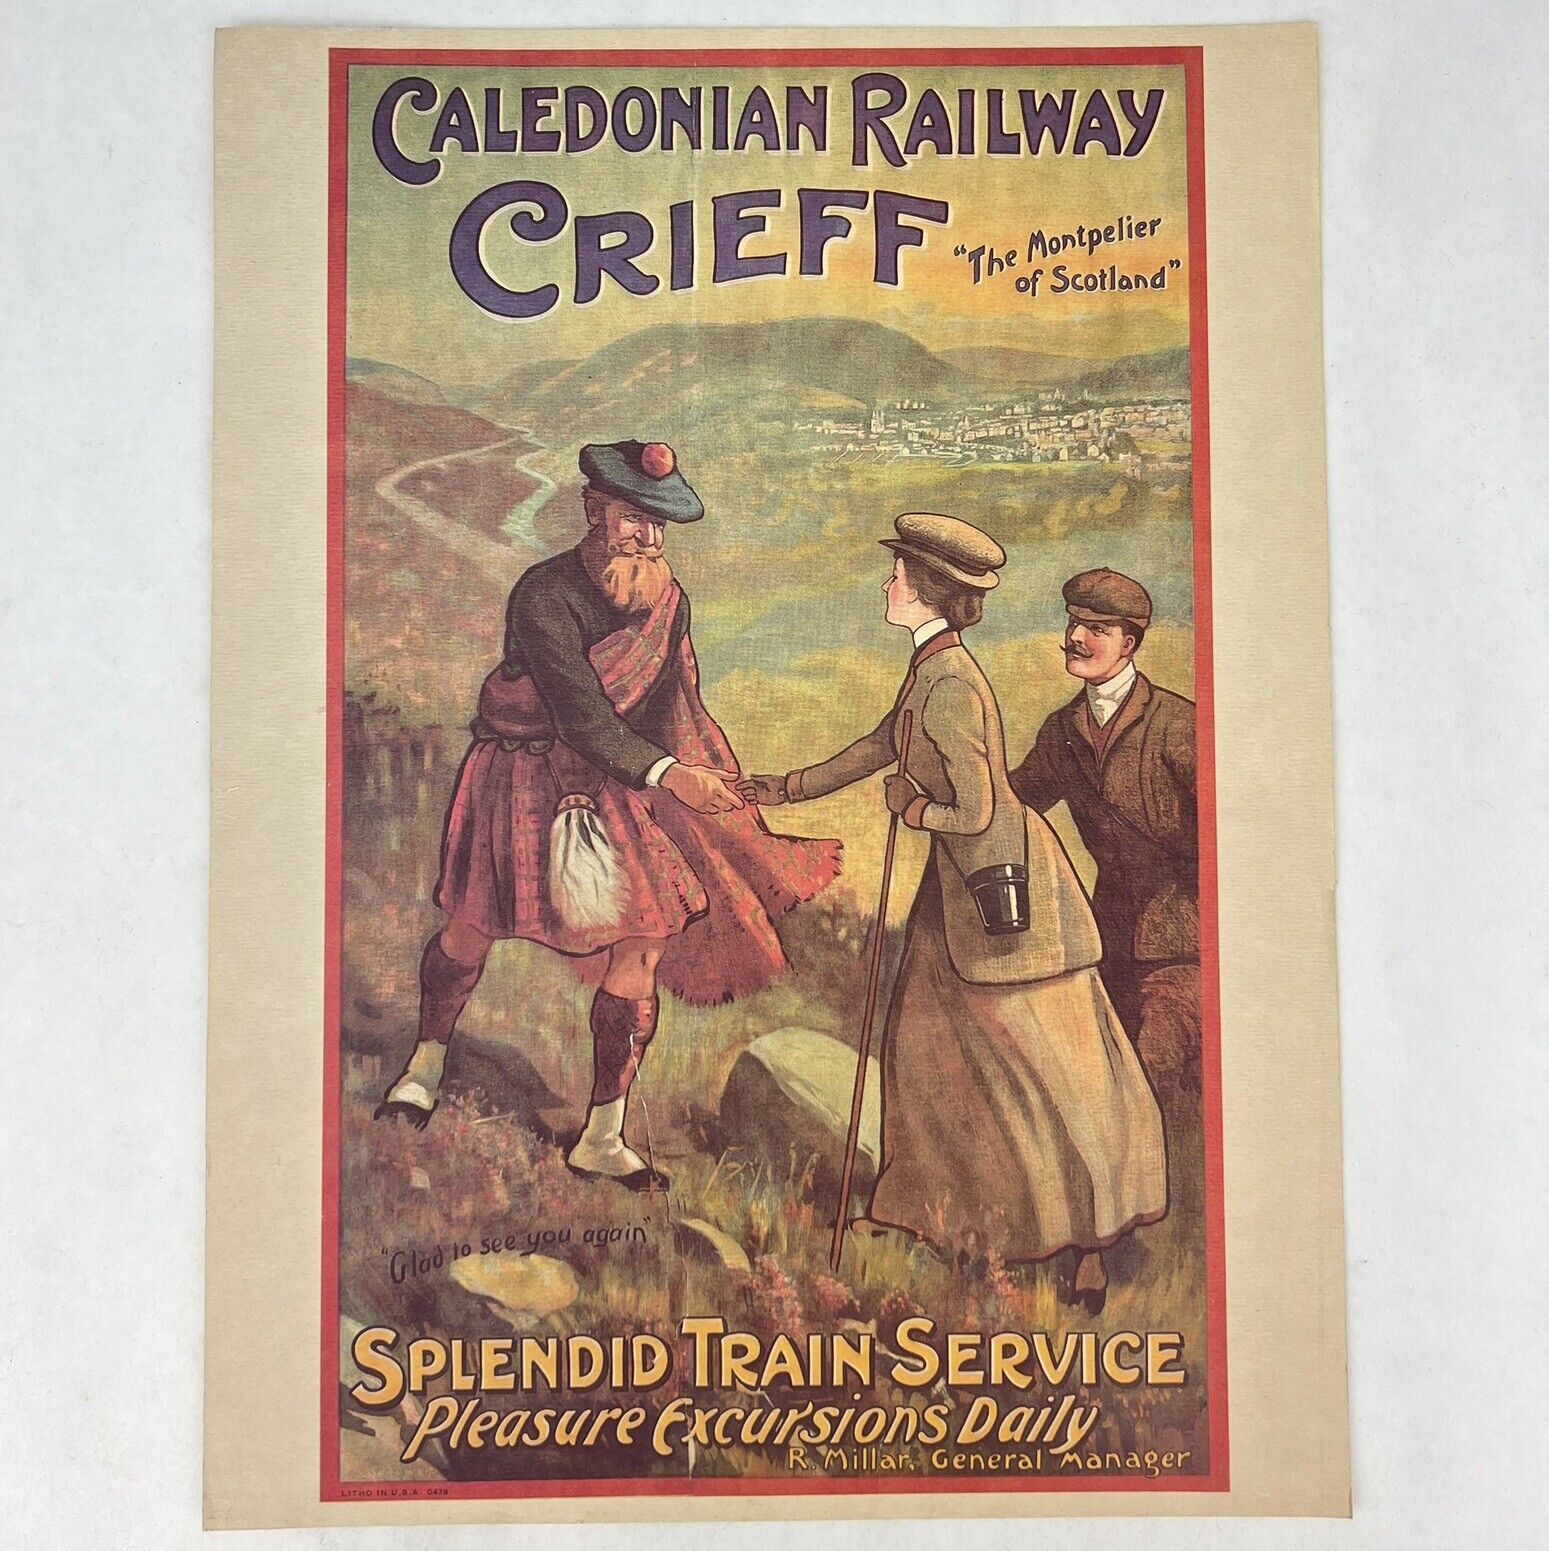 CALEDONIAN RAILWAY
CRIEFF
"The Montpelier
of Scotland"
"Glad to see you again"
SPLENDID TRAIN SERVICE
Pleasure Excursions Daily
R. Millar, General Manager
LITHO IN U.S.A. 0478